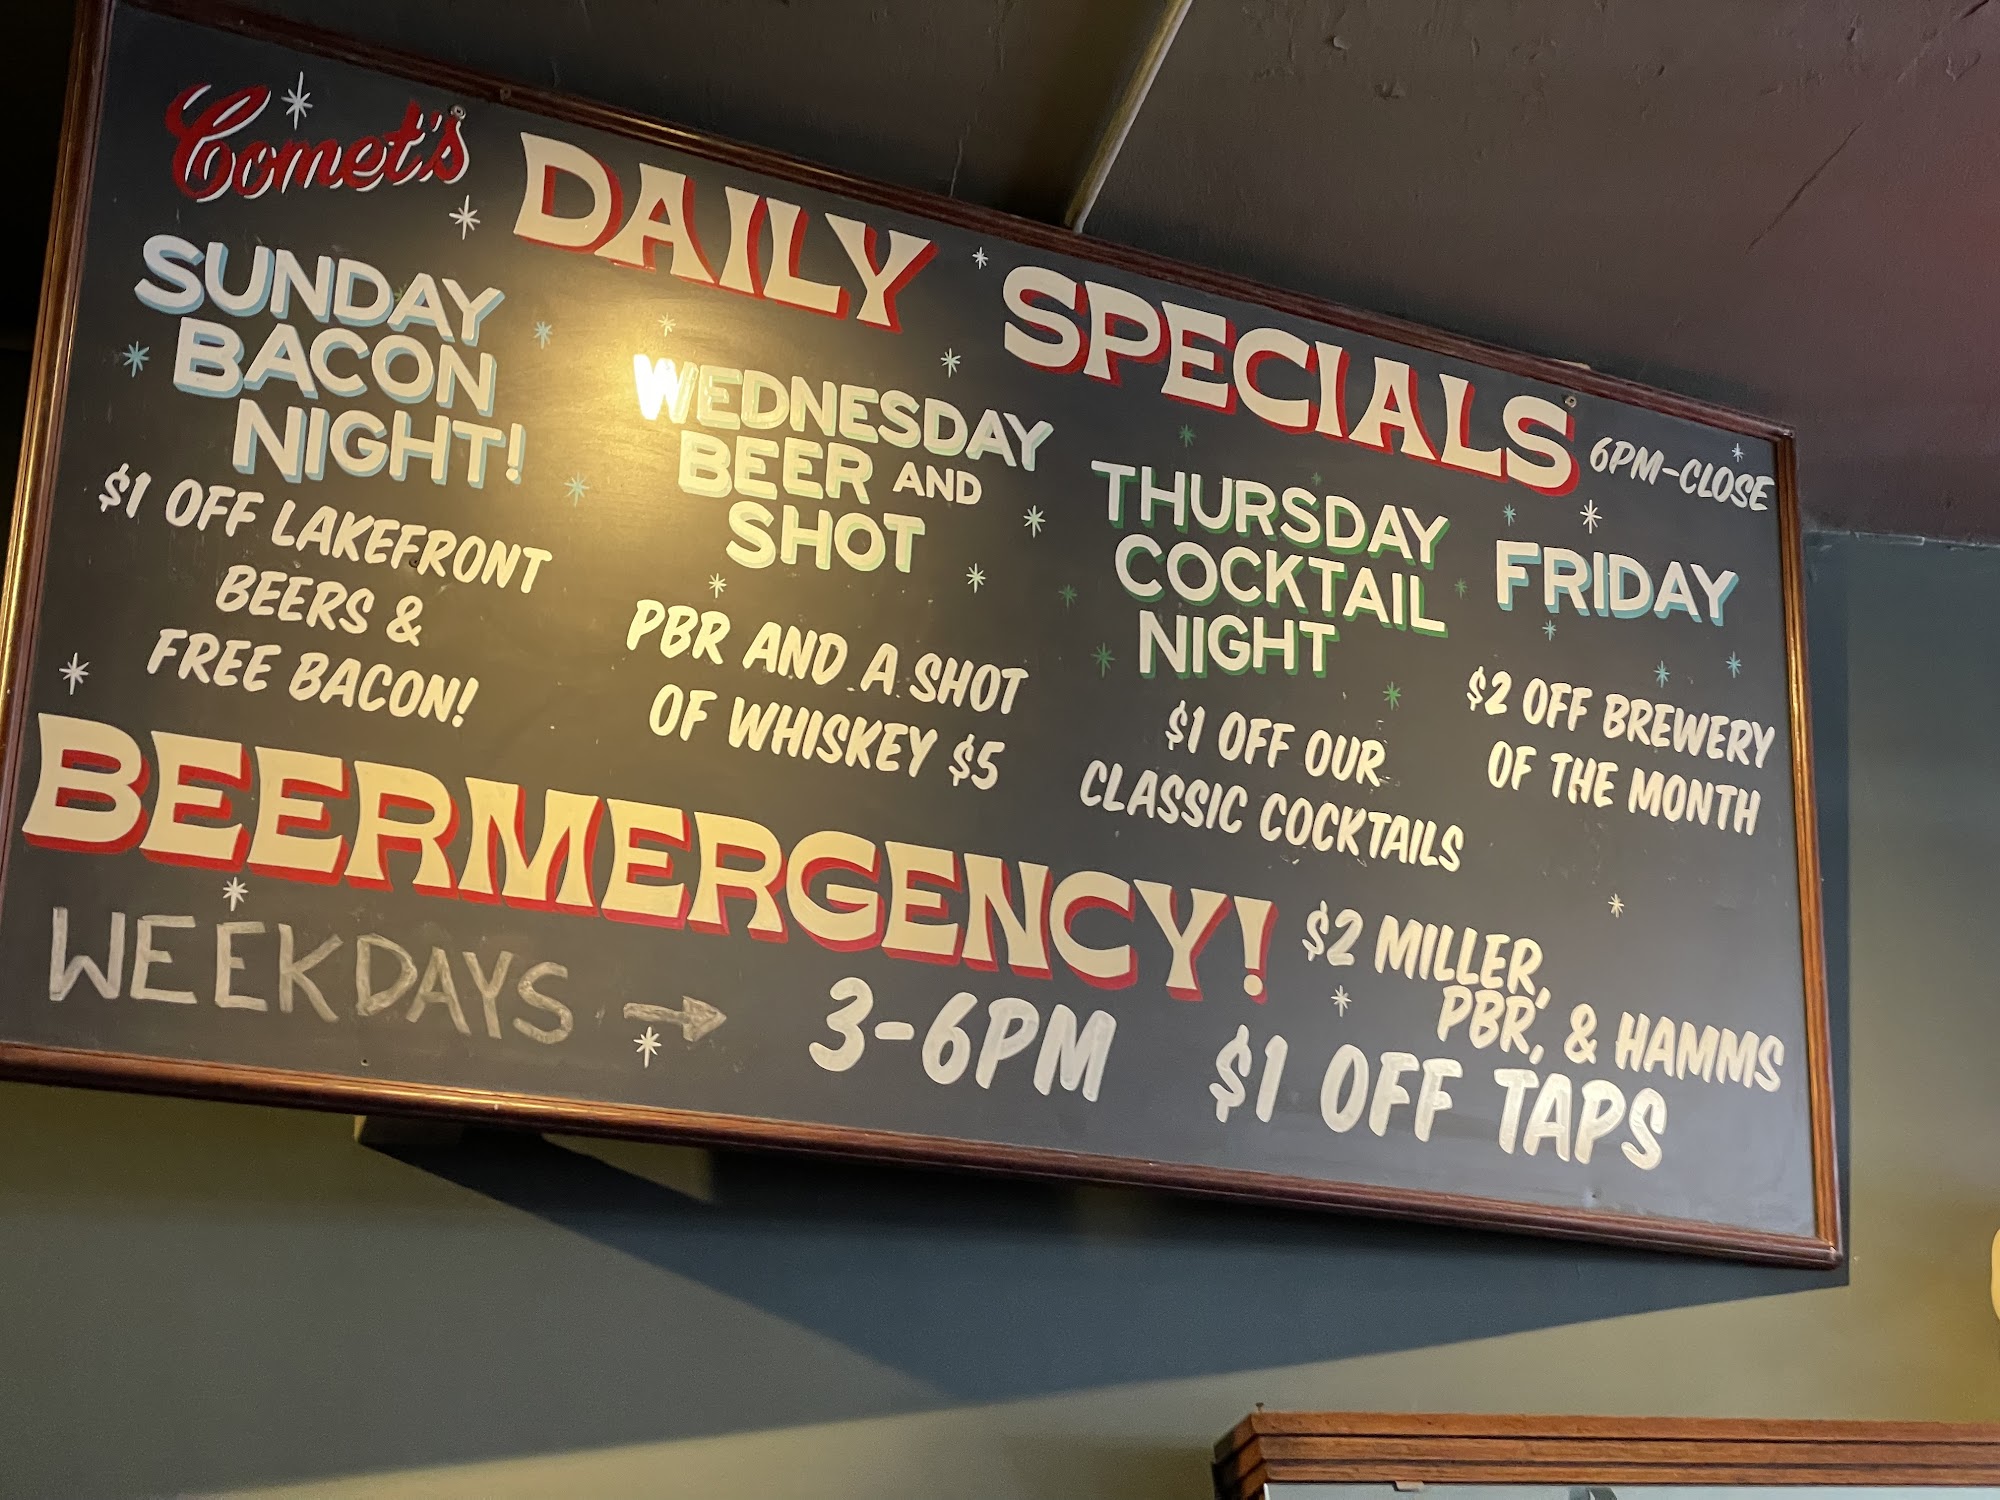 Comet's
DAILY SPECIALS
6PM-CLOSE
SUNDAY
BACON
NIGHT!
$1 OFF LAKEFRONT
BEERS &
FREE BACON!
WEDNESDAY
BEER AND
SHOT
PBR AND A SHOT
OF WHISKEY $5
THURSDAY
COCKTAIL
NIGHT
$1 OFF OUR
CLASSIC COCKTAILS
FRIDAY
$2 OFF BREWERY
OF THE MONTH
BEERMERGENCY!
WEEKDAYS → 3-6PM
$2 MILLER,
PBR, & HAMMS
$1 OFF TAPS